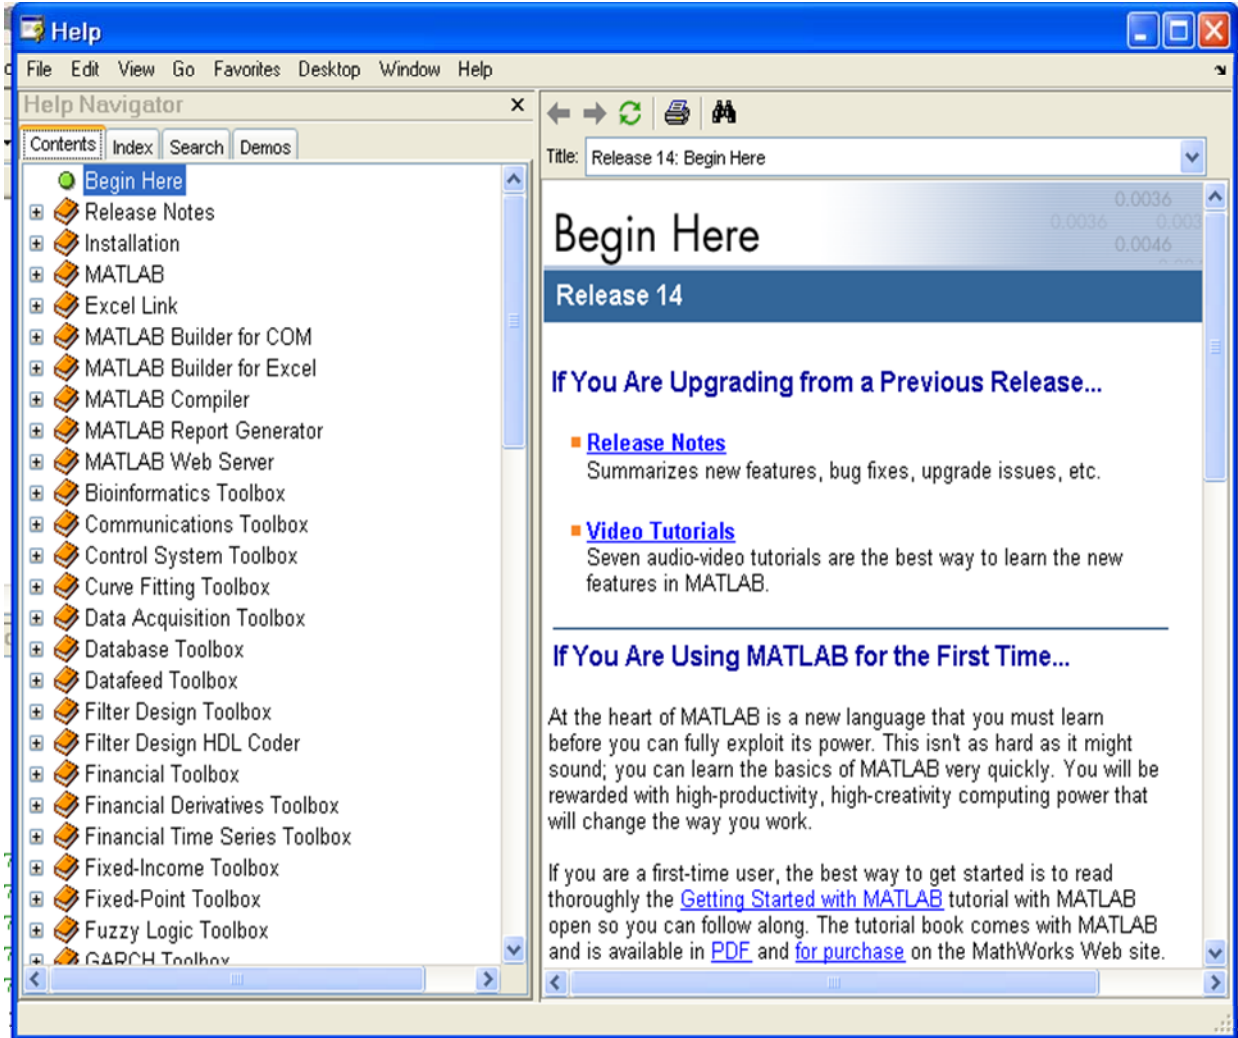 Help
File Edit View Go Favorites Desktop Window Help
Help Navigator
Contents Index Search Demos
Begin Here
Release Notes
Installation
MATLAB
Excel Link
MATLAB Builder for COM
MATLAB Builder for Excel
MATLAB Compiler
MATLAB Report Generator
MATLAB Web Server
Bioinformatics Toolbox
Communications Toolbox
Control System Toolbox
Curve Fitting Toolbox
Data Acquisition Toolbox
Database Toolbox
Datafeed Toolbox
Filter Design Toolbox
Filter Design HDL Coder
Financial Toolbox
Financial Derivatives Toolbox
Financial Time Series Toolbox
Fixed-Income Toolbox
Fixed-Point Toolbox
Fuzzy Logic Toolbox
GARCH Toolbox
Title: Release 14: Begin Here
0.0036
0.0036 0.003
0.0046
Begin Here
Release 14
If You Are Upgrading from a Previous Release...
Release Notes
Summarizes new features, bug fixes, upgrade issues, etc.
Video Tutorials
Seven audio-video tutorials are the best way to learn the new
features in MATLAB.
If You Are Using MATLAB for the First Time...
At the heart of MATLAB is a new language that you must learn
before you can fully exploit its power. This isn't as hard as it might
sound; you can learn the basics of MATLAB very quickly. You will be
rewarded with high-productivity, high-creativity computing power that
will change the way you work.
If you are a first-time user, the best way to get started is to read
thoroughly the Getting Started with MATLAB tutorial with MATLAB
open so you can follow along. The tutorial book comes with MATLAB
and is available in PDF and for purchase on the MathWorks Web site.